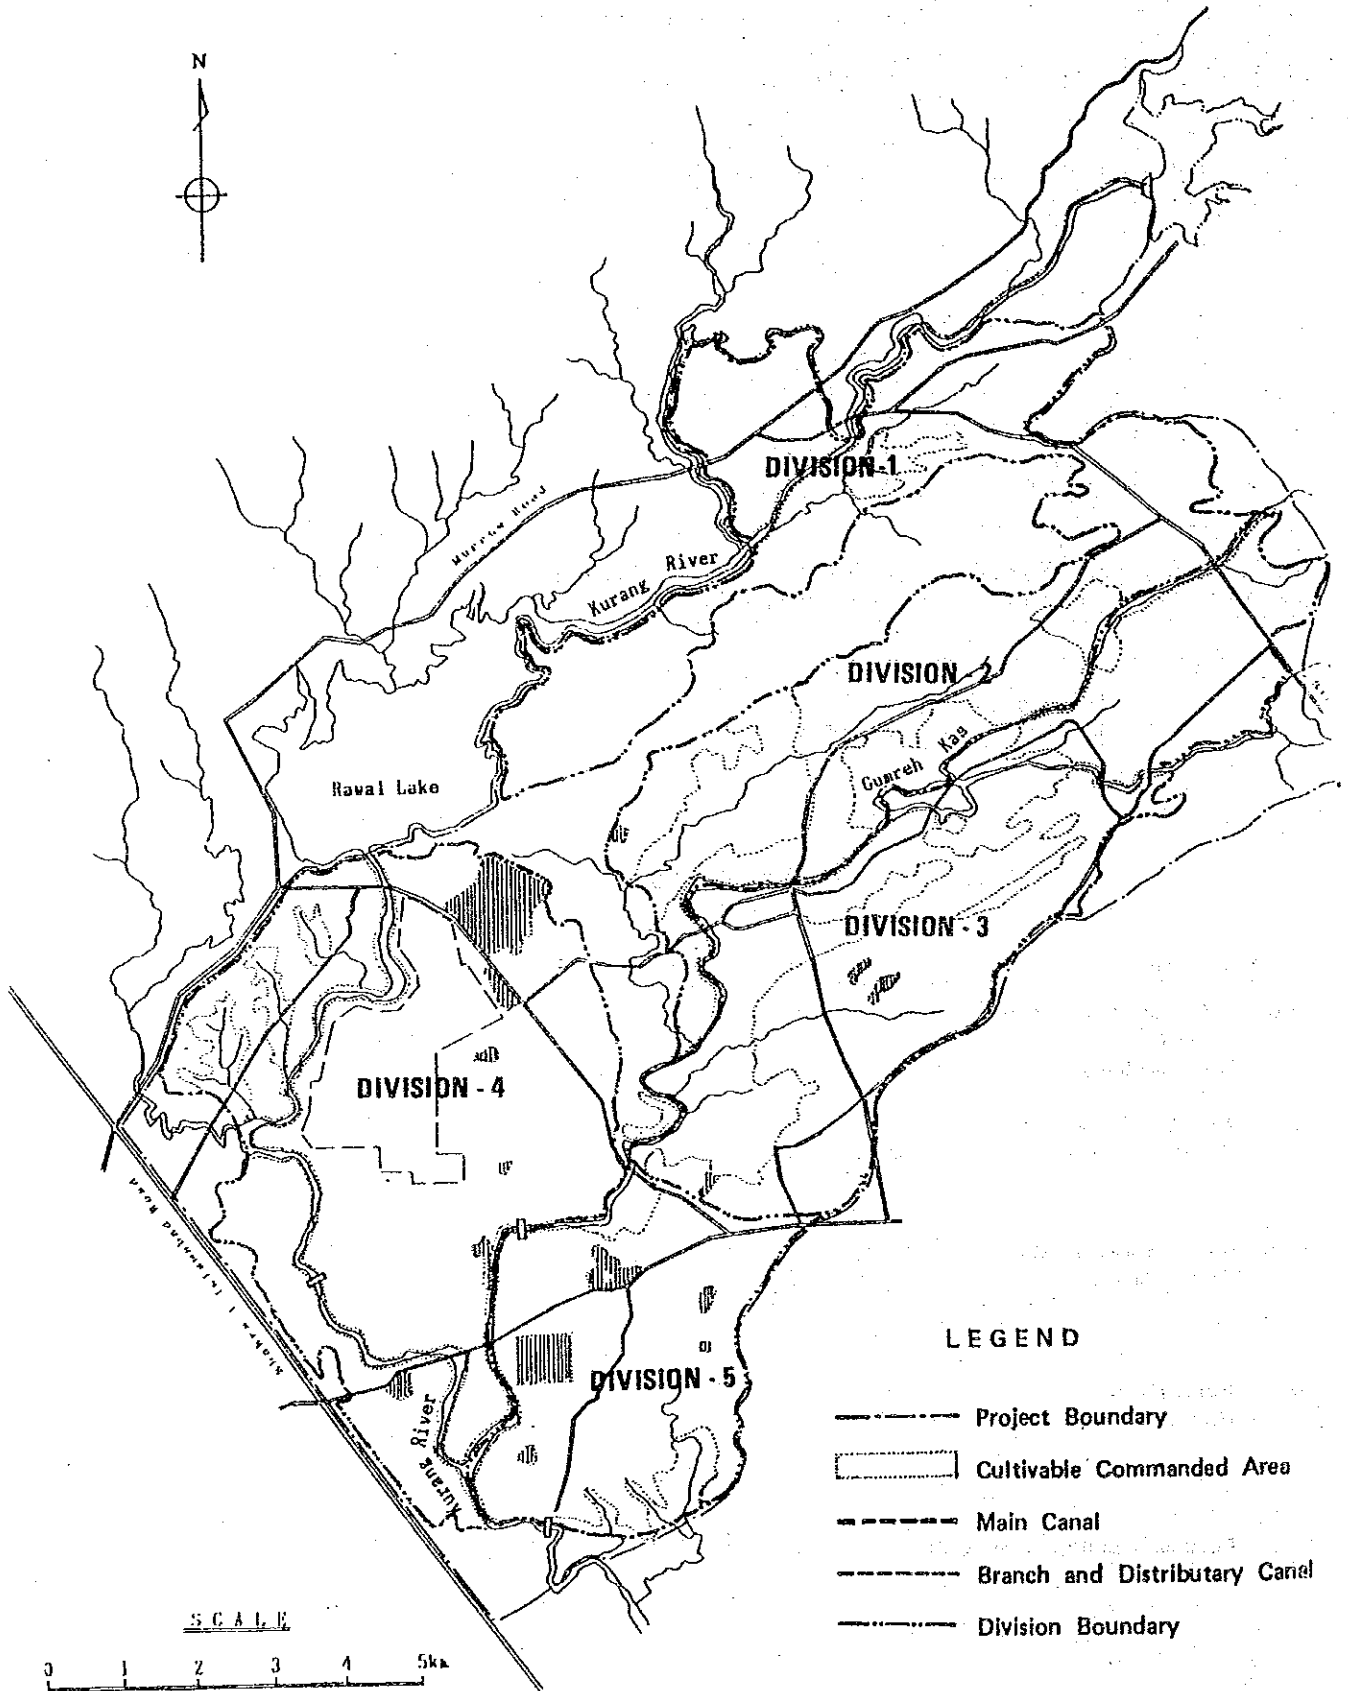 N
DIVISION-1
Murree Road
Kurang River
DIVISION 2
Rawal Lake
Gumreh Kas
DIVISION - 3
DIVISION - 4
DIVISION - 5
Kurang River
LEGEND
Project Boundary
Cultivable Commanded Area
Main Canal
Branch and Distributary Canal
Division Boundary
SCALE
0 1 2 3 4 5km